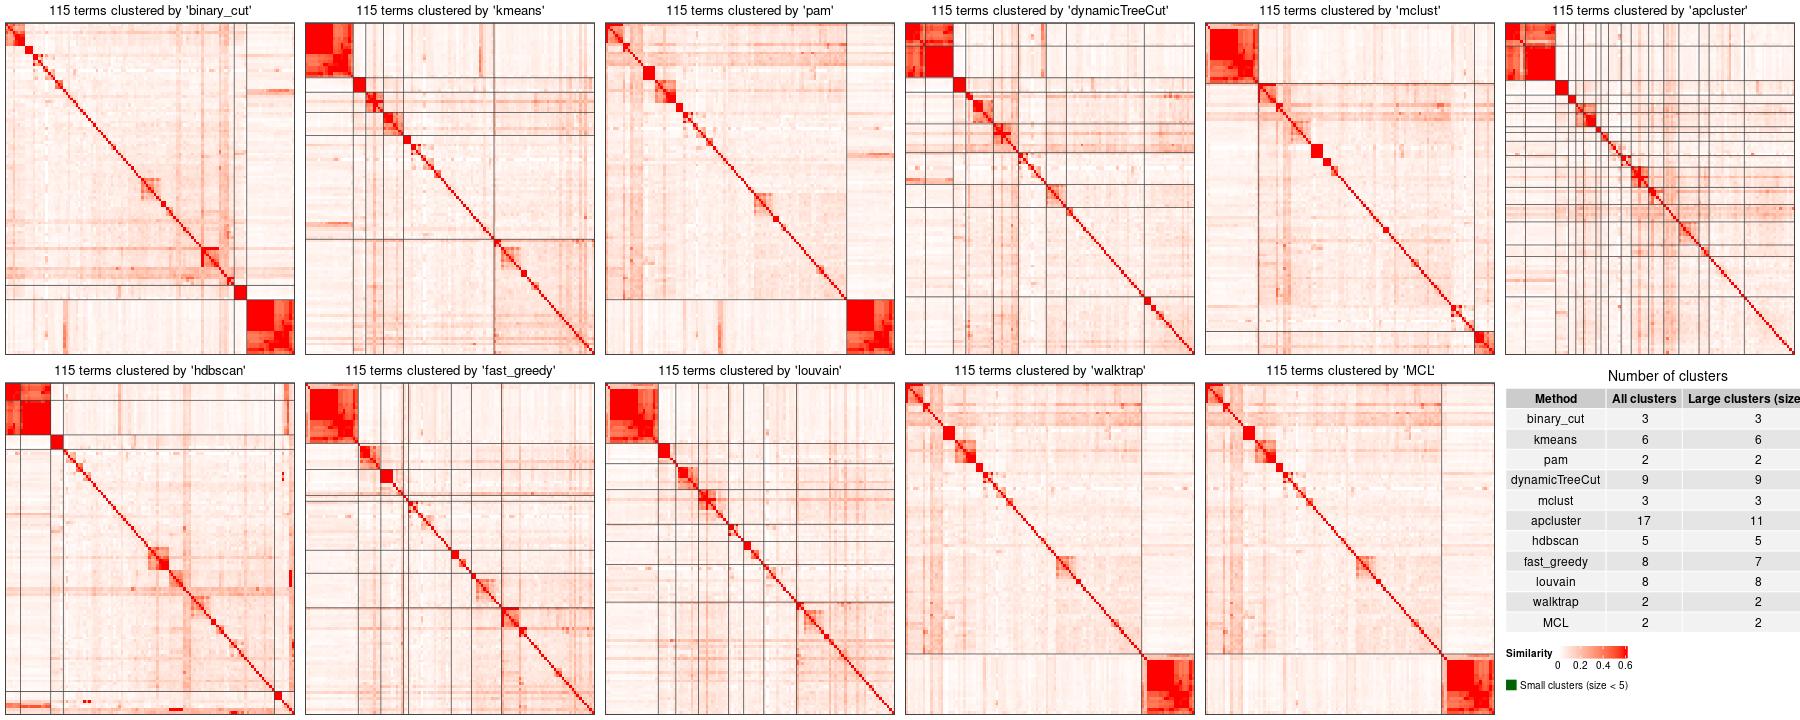 115 terms clustered by 'binary_cut'
115 terms clustered by 'kmeans'
115 terms clustered by 'pam'
115 terms clustered by 'dynamicTreeCut'
115 terms clustered by 'mclust'
115 terms clustered by 'apcluster'
115 terms clustered by 'hdbscan'
115 terms clustered by 'fast_greedy'
115 terms clustered by 'louvain'
115 terms clustered by 'walktrap'
115 terms clustered by 'MCL'
Number of clusters
Method All clusters Large clusters (size
binary_cut 3 3
kmeans 6 6
pam 2 2
dynamicTreeCut 9 9
mclust 3 3
apcluster 17 11
hdbscan 5 5
fast_greedy 8 7
louvain 8 8
walktrap 2 2
MCL 2 2
Similarity
0 0.2 0.4 0.6
Small clusters (size < 5)